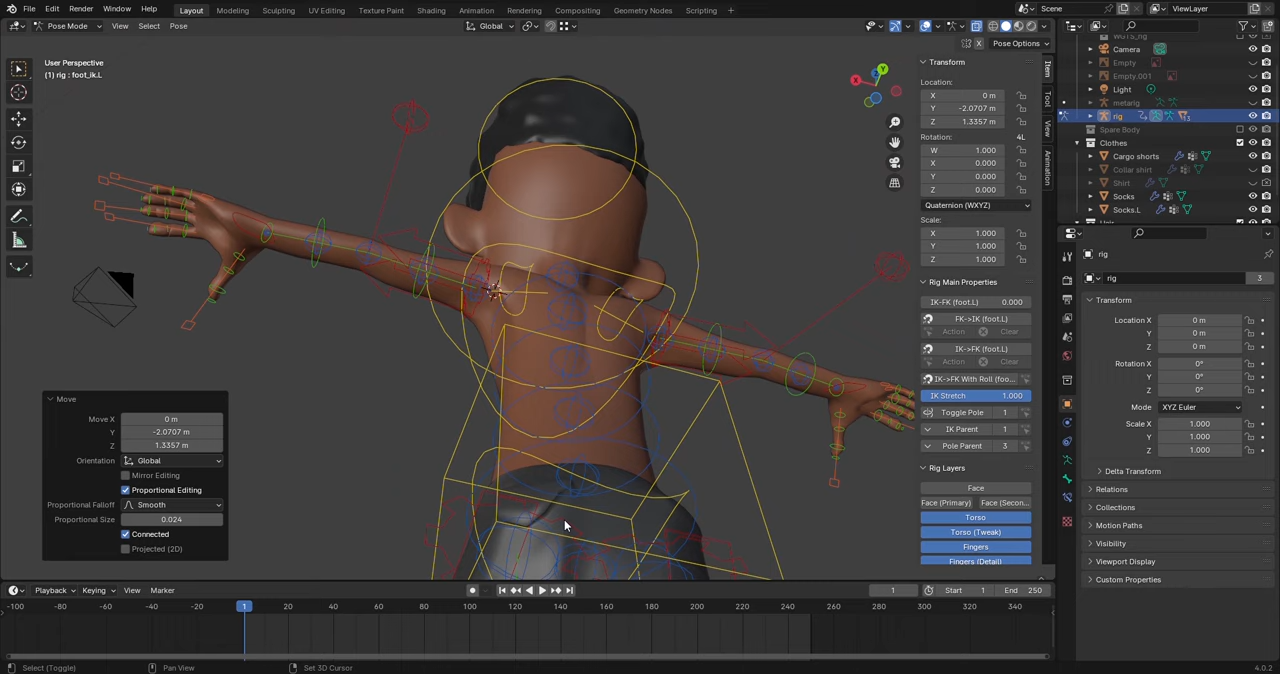 File Edit Render Window Help
Layout Modeling Sculpting UV Editing Texture Paint Shading Animation Rendering Compositing Geometry Nodes Scripting +
Scene
ViewLayer
Pose Mode View Select Pose
Global
X Pose Options
User Perspective
(1) rig : foot_ik.L
X
Y
Move
Move X 0 m
Y -2.0707 m
Z 1.3357 m
Orientation Global
Mirror Editing
Proportional Editing
Proportional Falloff Smooth
Proportional Size 0.024
Connected
Projected (2D)
Transform
Location:
X 0 m
Y -2.0707 m
Z 1.3357 m
Rotation: 4L
W 1.000
X 0.000
Y 0.000
Z 0.000
Quaternion (WXYZ)
Scale:
X 1.000
Y 1.000
Z 1.000
Rig Main Properties
IK-FK (foot.L) 0.000
FK->IK (foot.L)
Action Clear
IK->FK (foot.L)
Action Clear
IK->FK With Roll (foo...
IK Stretch 1.000
Toggle Pole 1
IK Parent 1
Pole Parent 3
Rig Layers
Face
Face (Primary) Face (Secon...
Torso
Torso (Tweak)
Fingers
Fingers (Detail)
Item
Tool
View
Animation
WGTS_rig
Camera
Empty
Empty.001
Light
metarig
rig
Spare Body
Clothes
Cargo shorts
Collar shirt
Shirt
Socks
Socks.L
rig
rig 3
Transform
Location X 0 m
Y 0 m
Z 0 m
Rotation X 0°
Y 0°
Z 0°
Mode XYZ Euler
Scale X 1.000
Y 1.000
Z 1.000
Delta Transform
Relations
Collections
Motion Paths
Visibility
Viewport Display
Custom Properties
Playback Keying View Marker
1 Start 1 End 250
-100 -80 -60 -40 -20 1 20 40 60 80 100 120 140 160 180 200 220 240 260 280 300 320 340
Select (Toggle) Pan View Set 3D Cursor 4.0.2